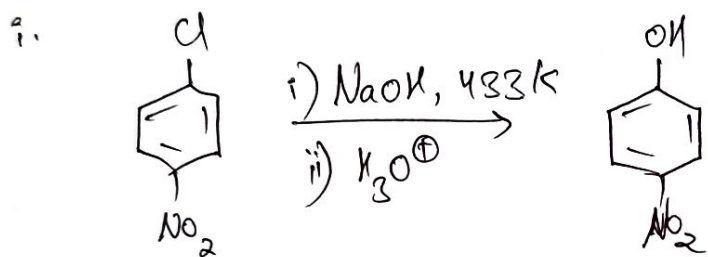 i.
Cl
NO2
i) NaOH, 433K
ii) H3O⊕
OH
NO2